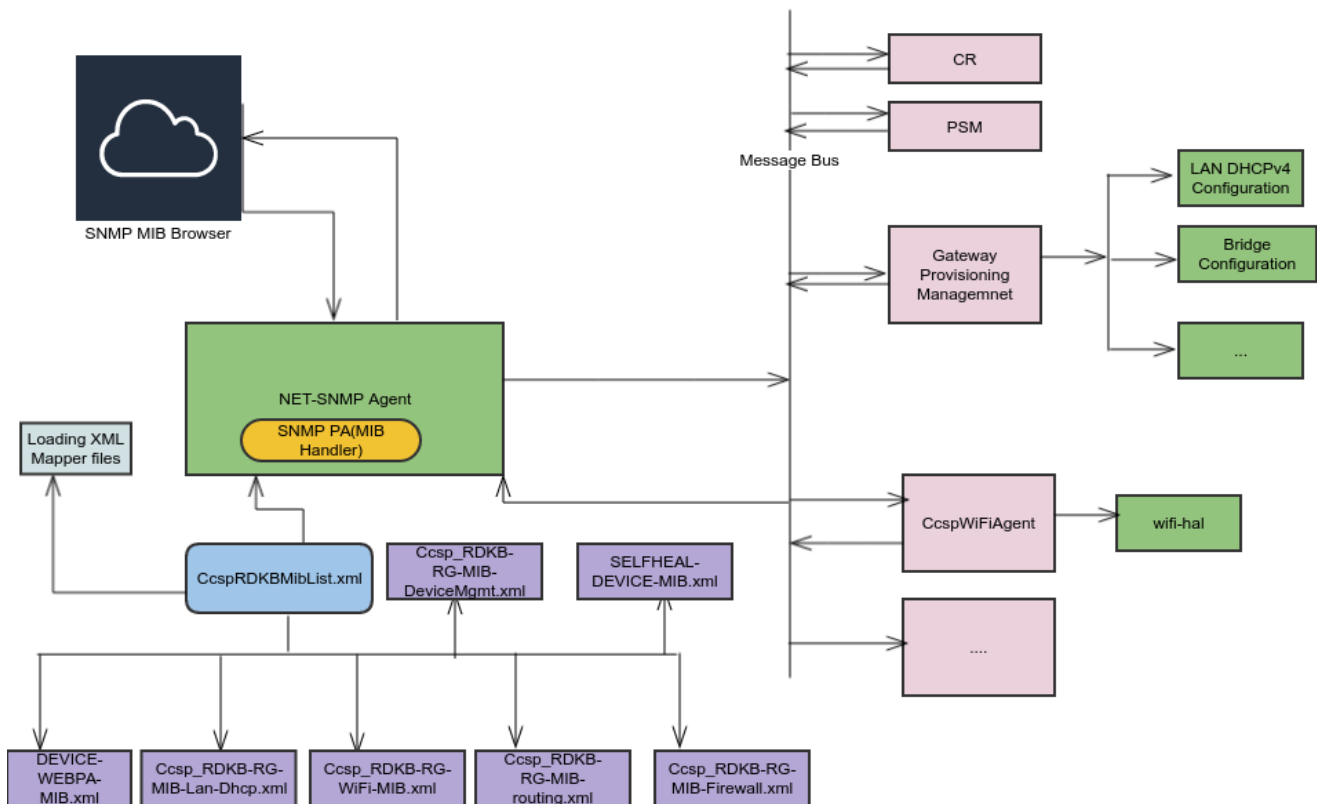 CR
PSM
Message Bus
LAN DHCPv4
Configuration
SNMP MIB Browser
Gateway
Provisioning
Managemnet
Bridge
Configuration
...
NET-SNMP Agent
SNMP PA(MIB
Handler)
Loading XML
Mapper files
CcspWiFiAgent
wifi-hal
CcspRDKBMibList.xml
Ccsp_RDKB-
RG-MIB-
DeviceMgmt.xml
SELFHEAL-
DEVICE-MIB.xml
....
DEVICE-
WEBPA-
MIB.xml
Ccsp_RDKB-RG-
MIB-Lan-Dhcp.xml
Ccsp_RDKB-RG-
WiFi-MIB.xml
Ccsp_RDKB-
RG-MIB-
routing.xml
Ccsp_RDKB-RG-
MIB-Firewall.xml